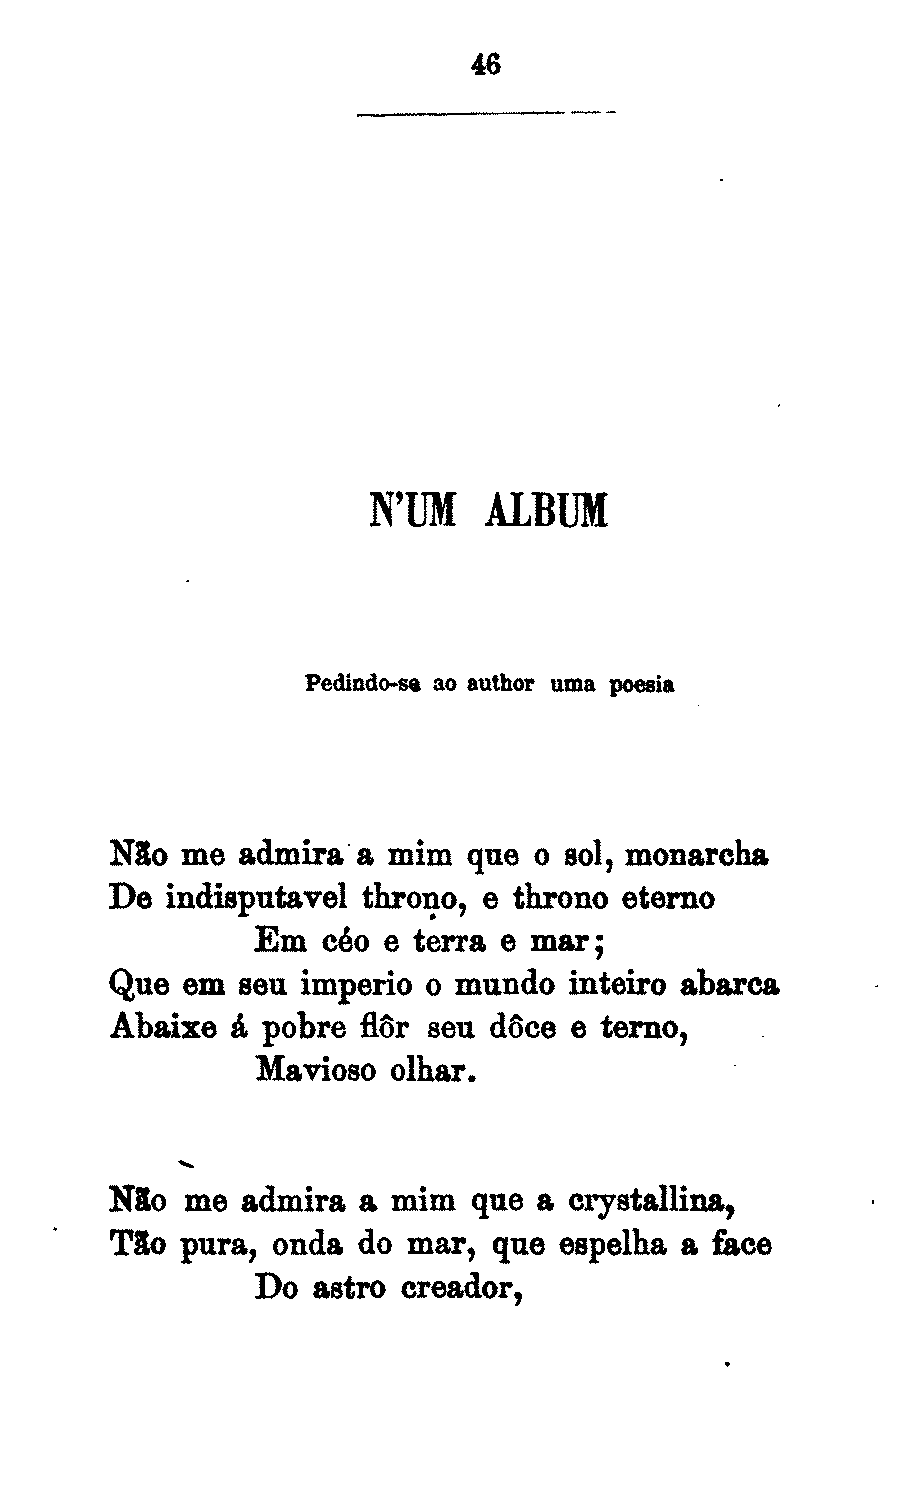 46
N'UM ALBUM
Pedindo-se ao author uma poesia
Não me admira a mim que o sol, monarcha
De indisputavel throno, e throno eterno
Em céo e terra e mar;
Que em seu imperio o mundo inteiro abarca
Abaixe á pobre flôr seu dôce e terno,
Mavioso olhar.
Não me admira a mim que a crystallina,
Tão pura, onda do mar, que espelha a face
Do astro creador,